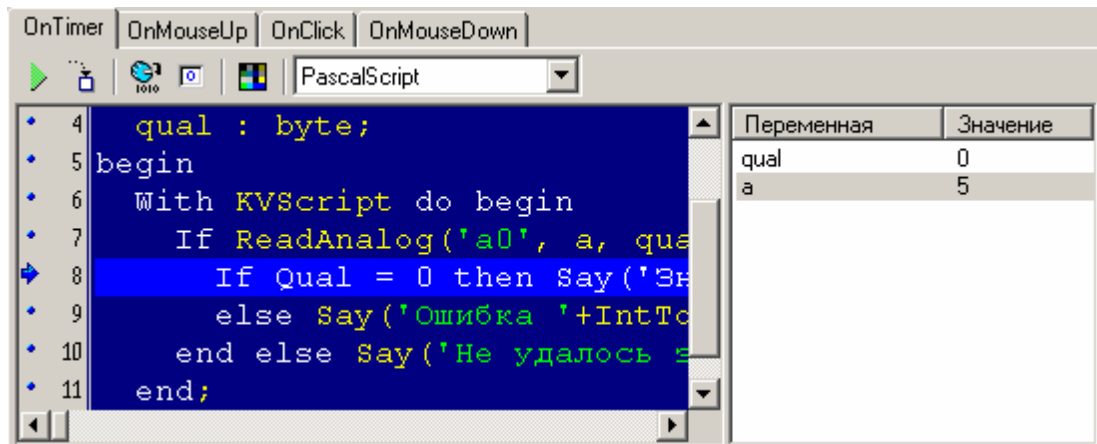 OnTimer OnMouseUp OnClick OnMouseDown
1010 0 PascalScript
Переменная Значение
4 qual : byte;
qual 0
5 begin
a 5
6 With KVScript do begin
7 If ReadAnalog('a0', a, qua
8 If Qual = 0 then Say('Зн
9 else Say('Ошибка '+IntTo
10 end else Say('Не удалось
11 end;